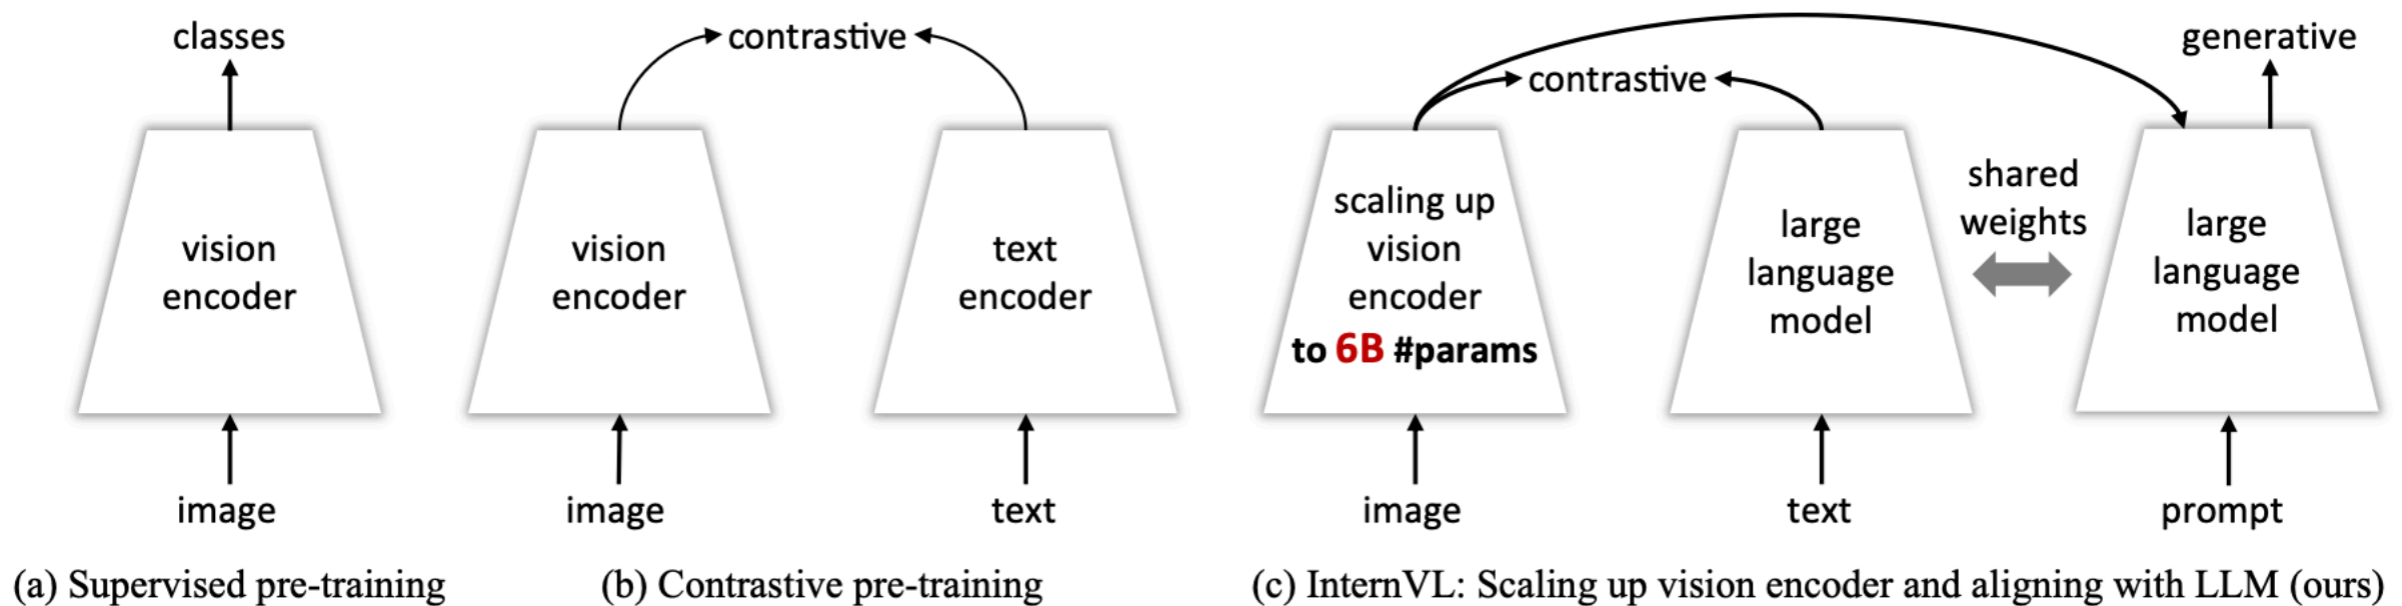 classes
vision
encoder
image
(a) Supervised pre-training
contrastive
vision
encoder
text
encoder
image
text
(b) Contrastive pre-training
contrastive
generative
scaling up
vision
encoder
to 6B #params
large
language
model
shared
weights
large
language
model
image
text
prompt
(c) InternVL: Scaling up vision encoder and aligning with LLM (ours)